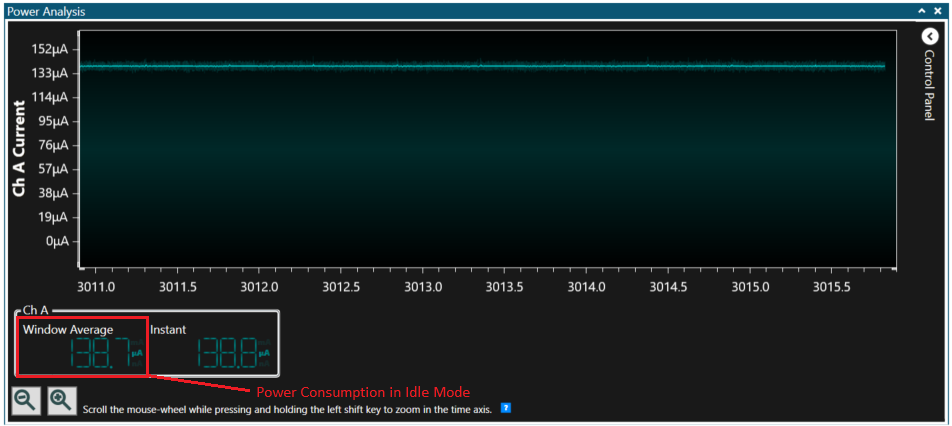 Power Analysis
152µA
133µA
114µA
95µA
76µA
57µA
38µA
19µA
0µA
Ch A Current
Control Panel
3011.0 3011.5 3012.0 3012.5 3013.0 3013.5 3014.0 3014.5 3015.0 3015.5
Ch A
Window Average Instant
138.7 µA 138.8 µA
Power Consumption in Idle Mode
Scroll the mouse-wheel while pressing and holding the left shift key to zoom in the time axis. ?